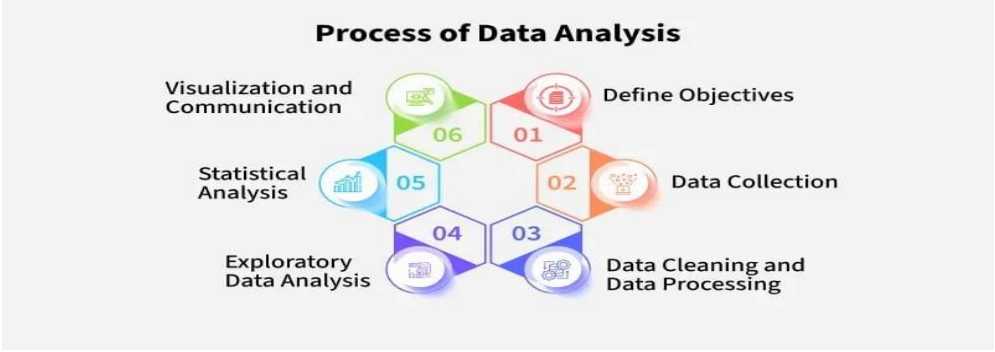 Process of Data Analysis
Visualization and
Communication
06
01
Define Objectives
Statistical
Analysis
05
02
Data Collection
04
03
Exploratory
Data Analysis
Data Cleaning and
Data Processing